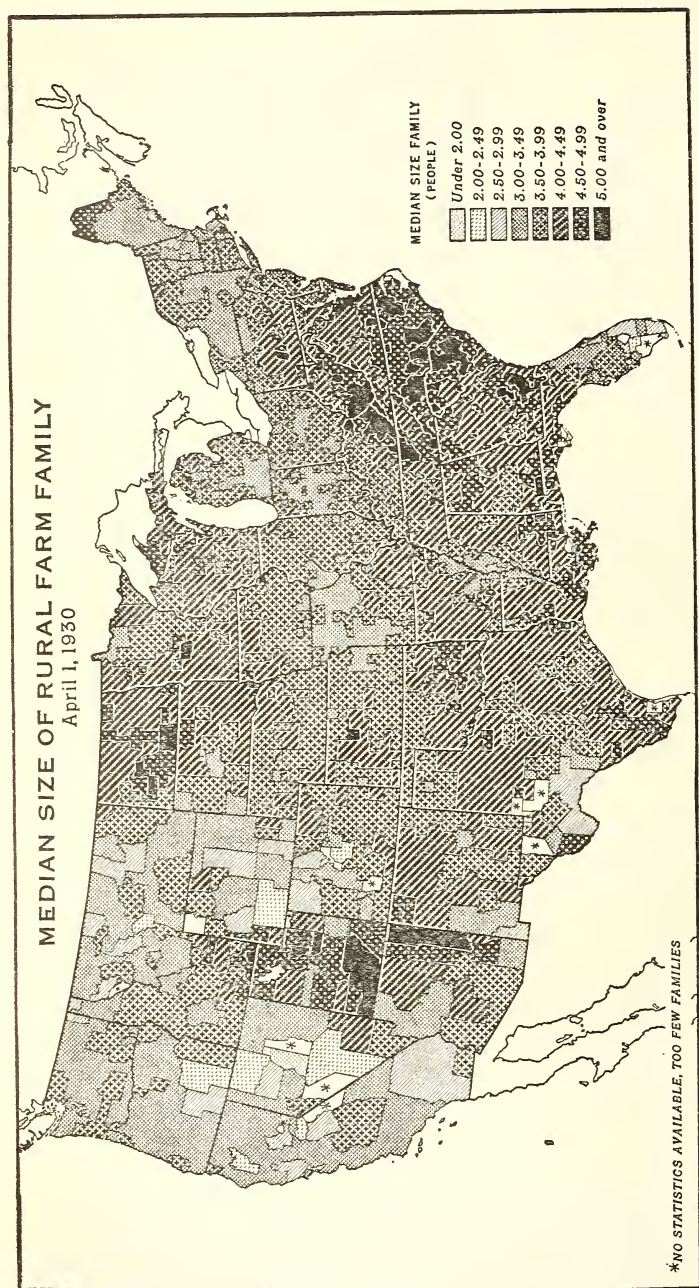 MEDIAN SIZE OF RURAL FARM FAMILY
April 1, 1930
MEDIAN SIZE FAMILY
(PEOPLE)
Under 2.00
2.00-2.49
2.50-2.99
3.00-3.49
3.50-3.99
4.00-4.49
4.50-4.99
5.00 and over
*NO STATISTICS AVAILABLE, TOO FEW FAMILIES